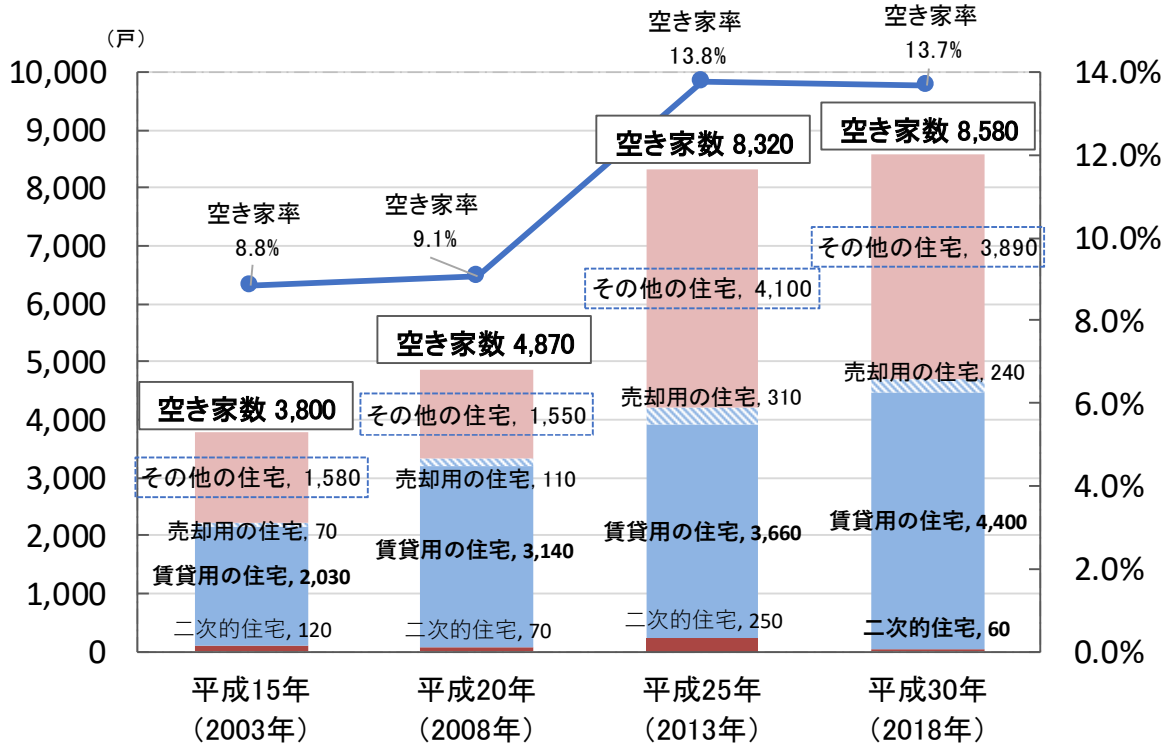 (戸)
10,000
9,000
8,000
7,000
6,000
5,000
4,000
3,000
2,000
1,000
0
14.0%
12.0%
10.0%
8.0%
6.0%
4.0%
2.0%
0.0%
空き家率
8.8%
空き家数 3,800
その他の住宅, 1,580
売却用の住宅, 70
賃貸用の住宅, 2,030
二次的住宅, 120
平成15年
(2003年)
空き家率
9.1%
空き家数 4,870
その他の住宅, 1,550
売却用の住宅, 110
賃貸用の住宅, 3,140
二次的住宅, 70
平成20年
(2008年)
空き家率
13.8%
空き家数 8,320
その他の住宅, 4,100
売却用の住宅, 310
賃貸用の住宅, 3,660
二次的住宅, 250
平成25年
(2013年)
空き家率
13.7%
空き家数 8,580
その他の住宅, 3,890
売却用の住宅, 240
賃貸用の住宅, 4,400
二次的住宅, 60
平成30年
(2018年)